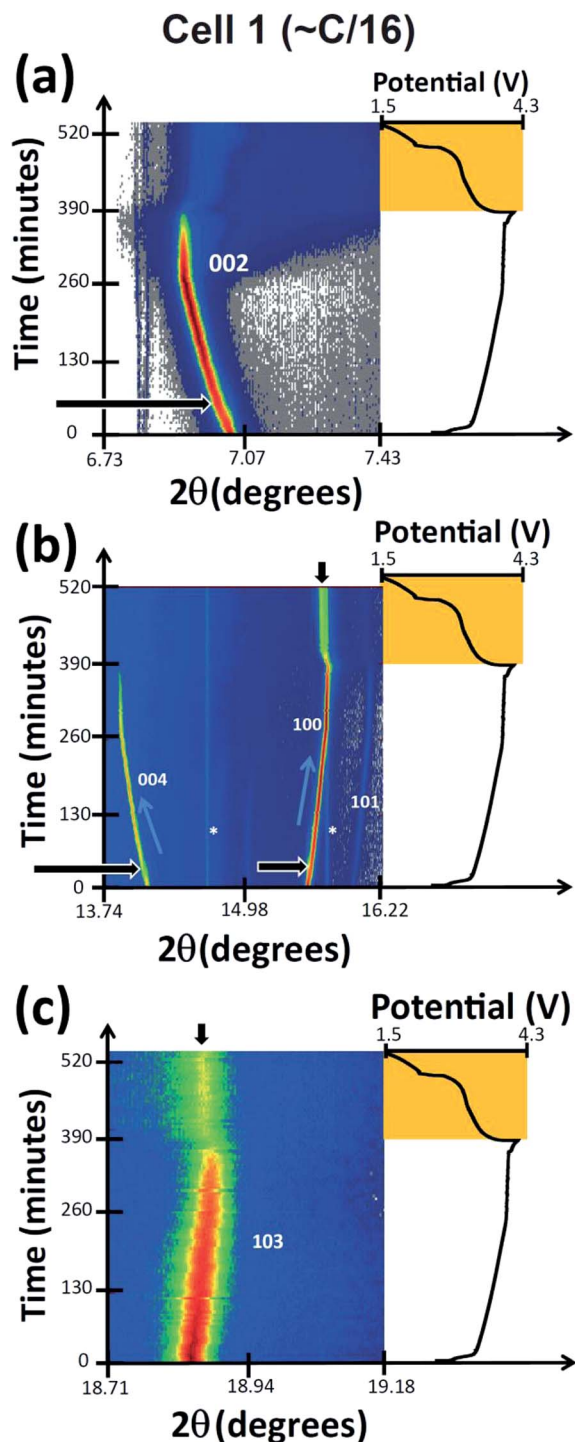 Cell 1 (~C/16)
(a)
Potential (V)
1.5 4.3
Time (minutes)
520
390
260
130
0
002
6.73 7.07 7.43
2θ(degrees)
(b)
Potential (V)
1.5 4.3
Time (minutes)
520
390
260
130
0
004
100
101
*
*
13.74 14.98 16.22
2θ(degrees)
(c)
Potential (V)
1.5 4.3
Time (minutes)
520
390
260
130
0
103
18.71 18.94 19.18
2θ(degrees)